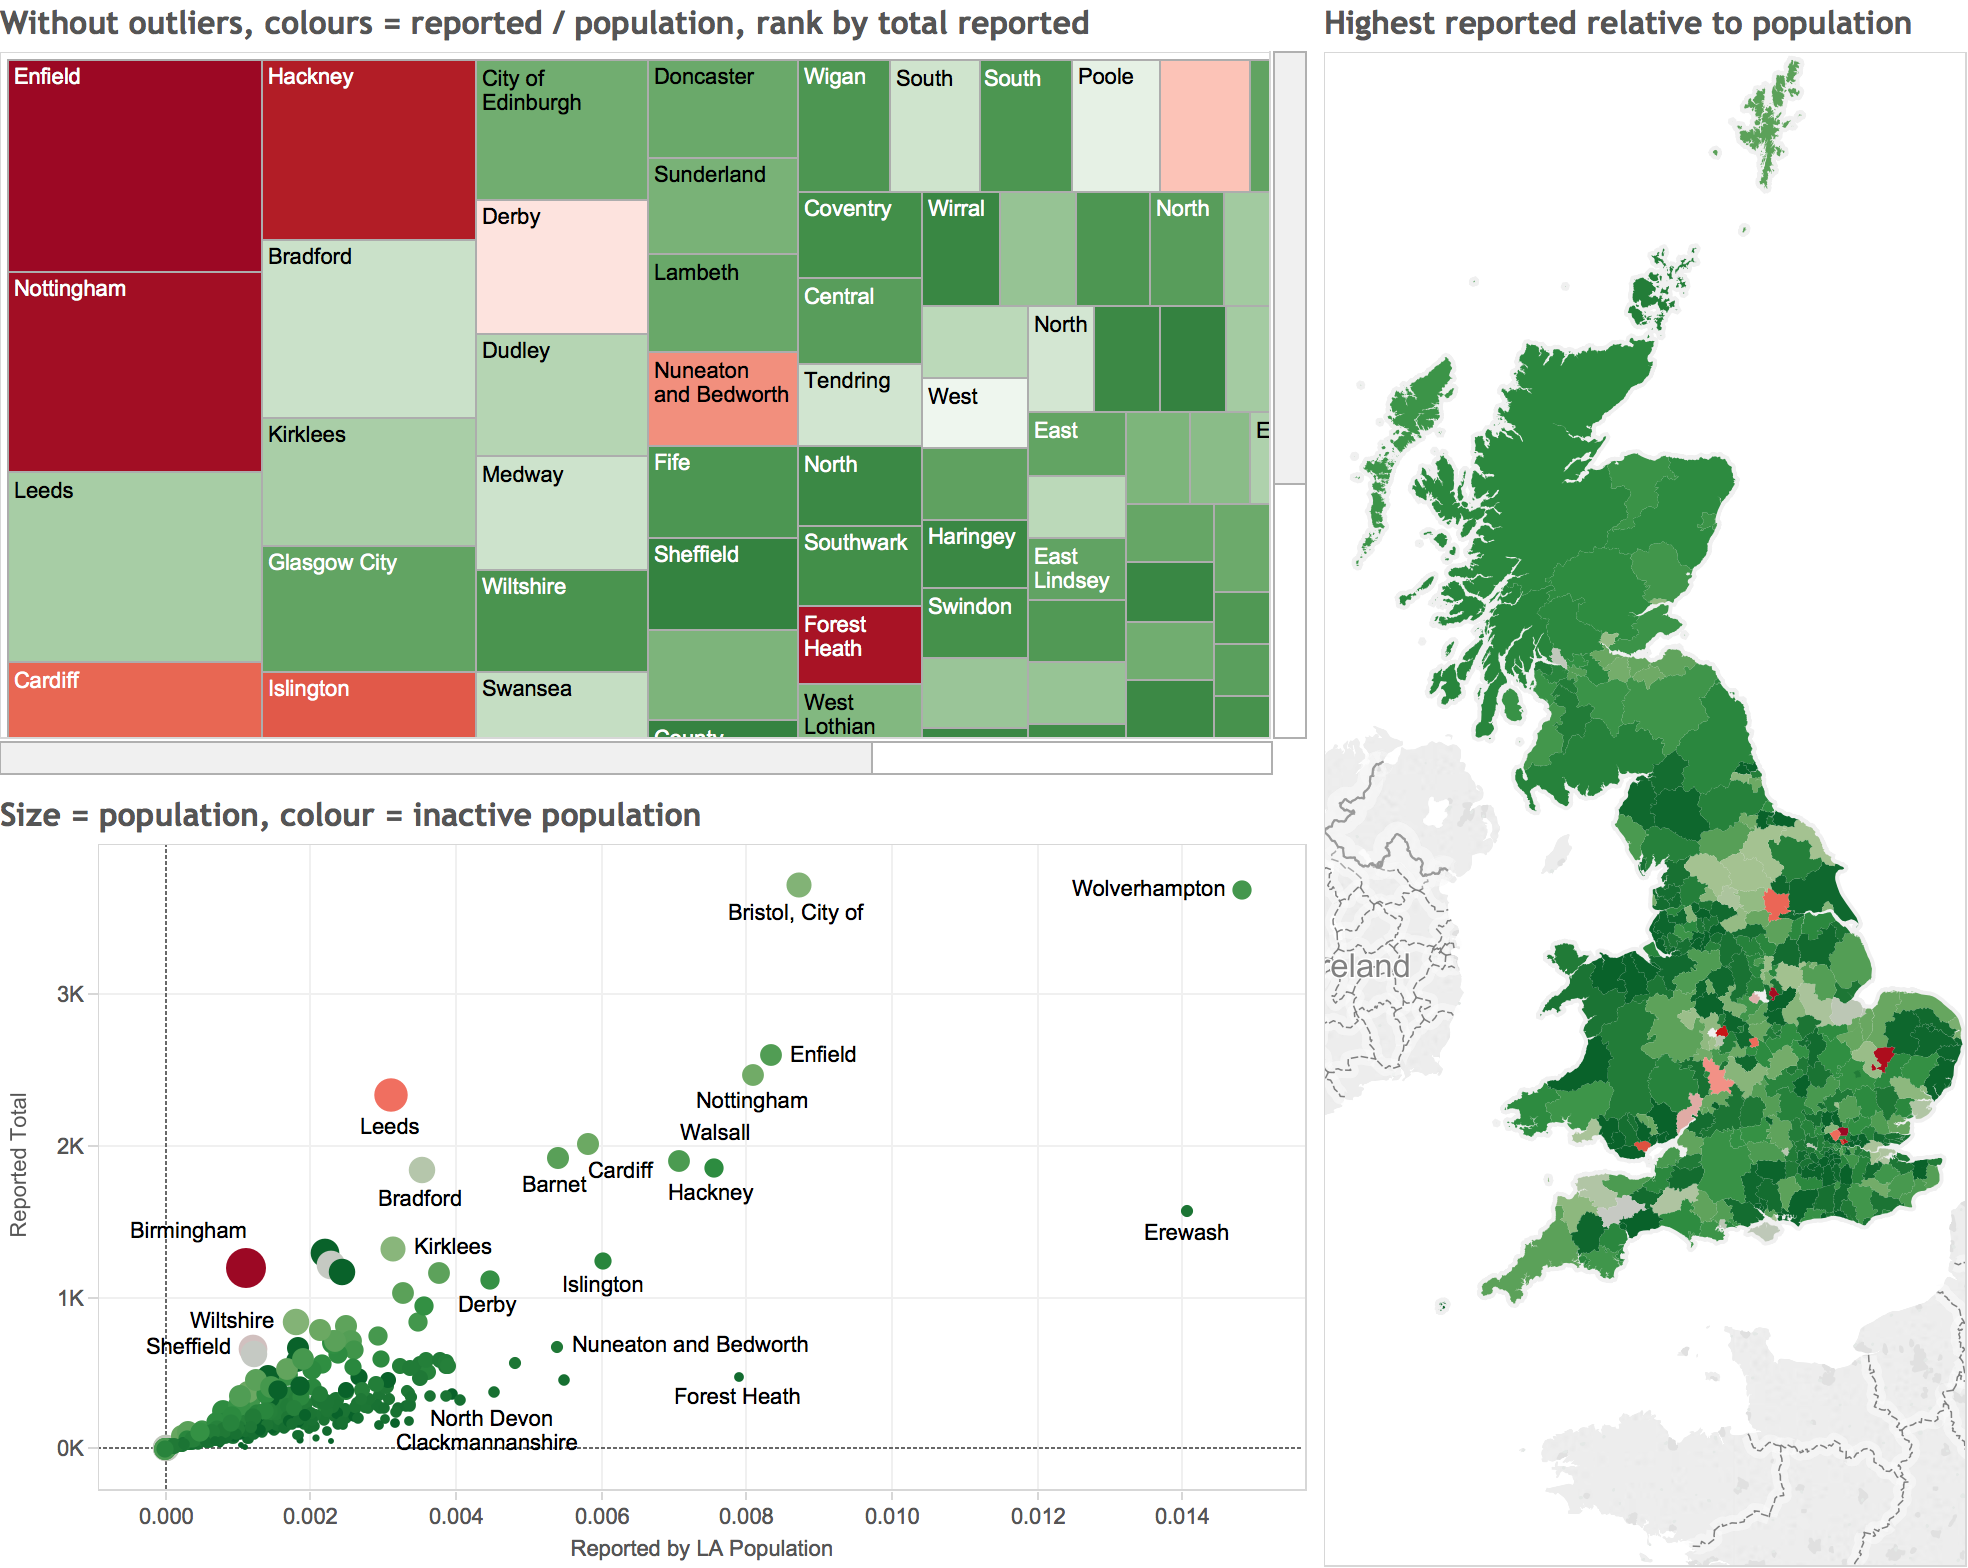 Without outliers, colours = reported / population, rank by total reported
Enfield
Nottingham
Leeds
Cardiff
Hackney
Bradford
Kirklees
Glasgow City
Islington
City of
Edinburgh
Derby
Dudley
Medway
Wiltshire
Swansea
Doncaster
Sunderland
Lambeth
Nuneaton
and Bedworth
Fife
Sheffield
County
Wigan
South
South
Poole
Coventry
Central
Tendring
North
Southwark
Forest
Heath
West
Lothian
Wirral
North
North
West
Haringey
Swindon
East
East
Lindsey
E
Size = population, colour = inactive population
Reported Total
3K
2K
1K
0K
Bristol, City of
Wolverhampton
Enfield
Nottingham
Leeds
Walsall
Barnet
Cardiff
Hackney
Bradford
Erewash
Birmingham
Kirklees
Islington
Derby
Wiltshire
Sheffield
Nuneaton and Bedworth
Forest Heath
North Devon
Clackmannanshire
0.000
0.002
0.004
0.006
0.008
0.010
0.012
0.014
Reported by LA Population
Highest reported relative to population
eland